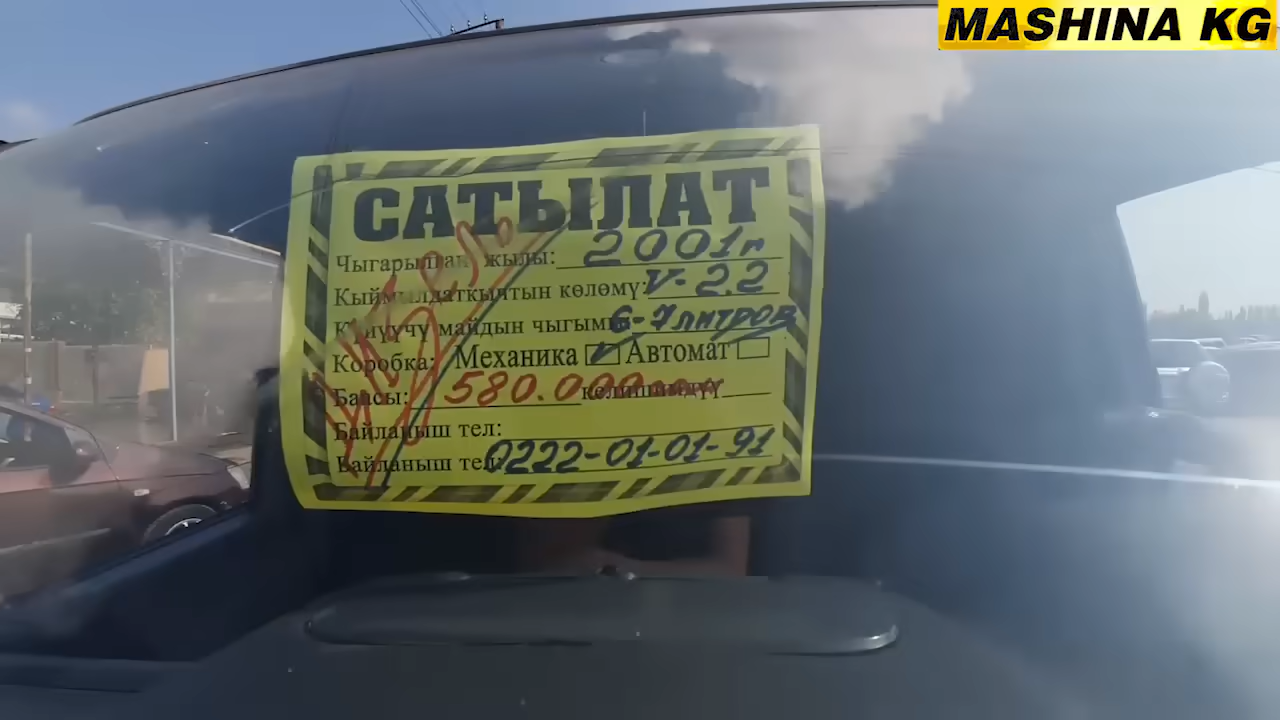 MASHINA KG
САТЫЛАТ
Чыгарылган жылы: 2001г
Кыймылдаткычтын көлөмү: V-2.2
Күйүүчү майдын чыгымы: 6-7 литров
Коробка: Механика Автомат
Баасы: 580.000 келишимдүү
Байланыш тел:
Байланыш тел: 0222-01-01-91